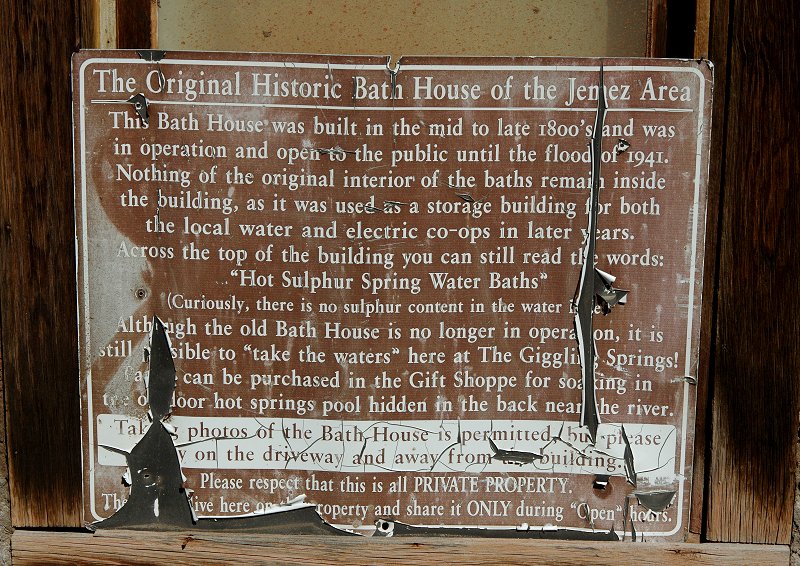 The Original Historic Bath House of the Jemez Area
This Bath House was built in the mid to late 1800's and was
in operation and open to the public until the flood of 1941.
Nothing of the original interior of the baths remain inside
the building, as it was used as a storage building for both
the local water and electric co-ops in later years.
Across the top of the building you can still read the words:
"Hot Sulphur Spring Water Baths"
(Curiously, there is no sulphur content in the water
Although the old Bath House is no longer in operation, it is
still possible to "take the waters" here at The Giggling Springs!
can be purchased in the Gift Shoppe for soaking in
the outdoor hot springs pool hidden in the back near the river.
Taking photos of the Bath House is permitted, but please
on the driveway and away from the building.
Please respect that this is all PRIVATE PROPERTY.
live here on the property and share it ONLY during "Open" hours.